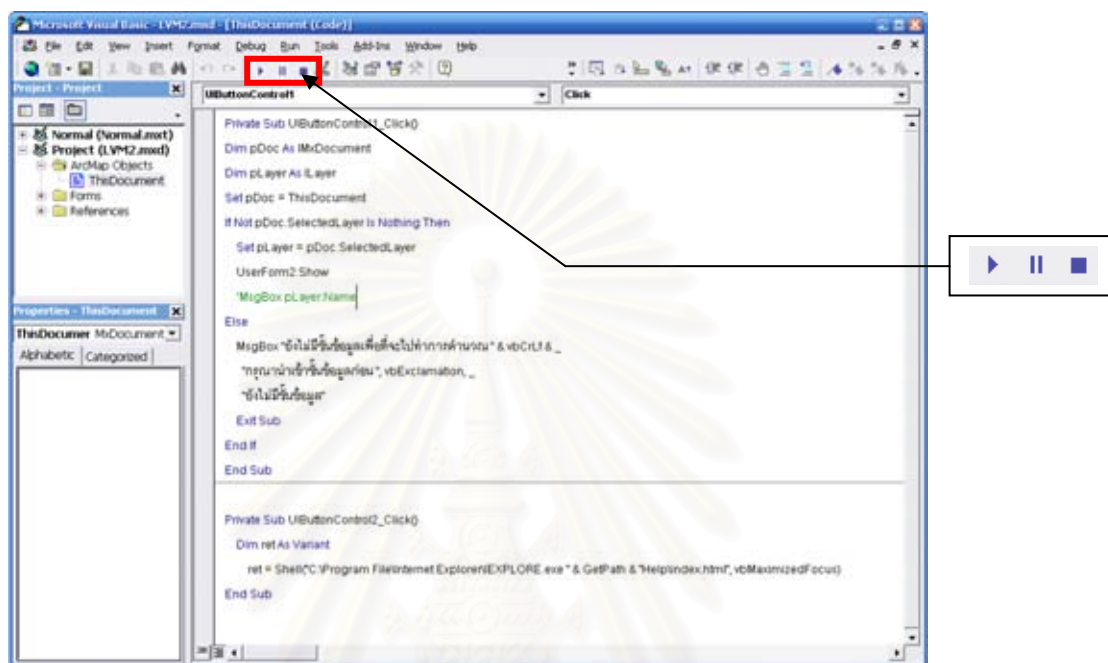 Microsoft Visual Basic - LVM2.mxd - [ThisDocument (Code)]
File Edit View Insert Format Debug Run Tools Add-Ins Window Help
Project - Project
UIButtonControl1
Click
Normal (Normal.mxt)
Project (LVM2.mxd)
ArcMap Objects
ThisDocument
Forms
References
Properties - ThisDocument
ThisDocumer MxDocument
Alphabetic Categorized
Private Sub UIButtonControl1_Click()
Dim pDoc As IMxDocument
Dim pLayer As ILayer
Set pDoc = ThisDocument
If Not pDoc.SelectedLayer Is Nothing Then
Set pLayer = pDoc.SelectedLayer
UserForm2.Show
'MsgBox pLayer.Name
Else
MsgBox "ยังไม่มีชั้นข้อมูลเพื่อที่จะไปทำการคำนวณ" & vbCrLf & _
"กรุณานำเข้าชั้นข้อมูลก่อน", vbExclamation, _
"ยังไม่มีชั้นข้อมูล"
Exit Sub
End If
End Sub
Private Sub UIButtonControl2_Click()
Dim ret As Variant
ret = Shell("C:\Program Files\Internet Explorer\IEXPLORE.exe " & GetPath & "Help\index.html", vbMaximizedFocus)
End Sub